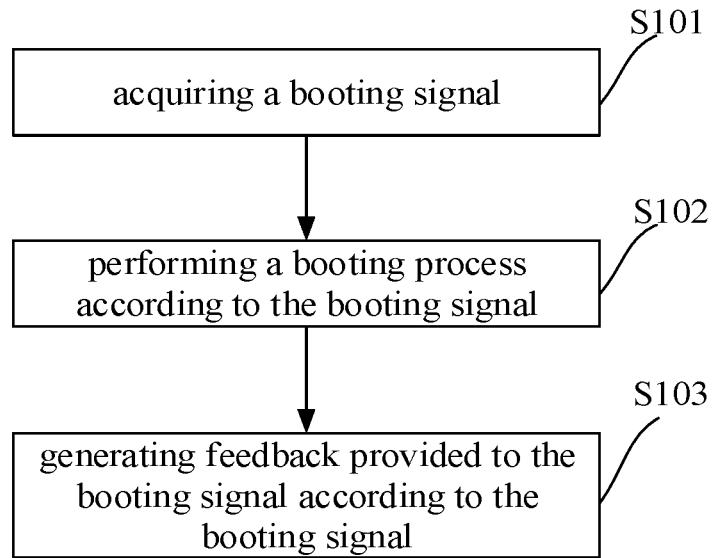 S101
acquiring a booting signal
S102
performing a booting process
according to the booting signal
S103
generating feedback provided to the
booting signal according to the
booting signal